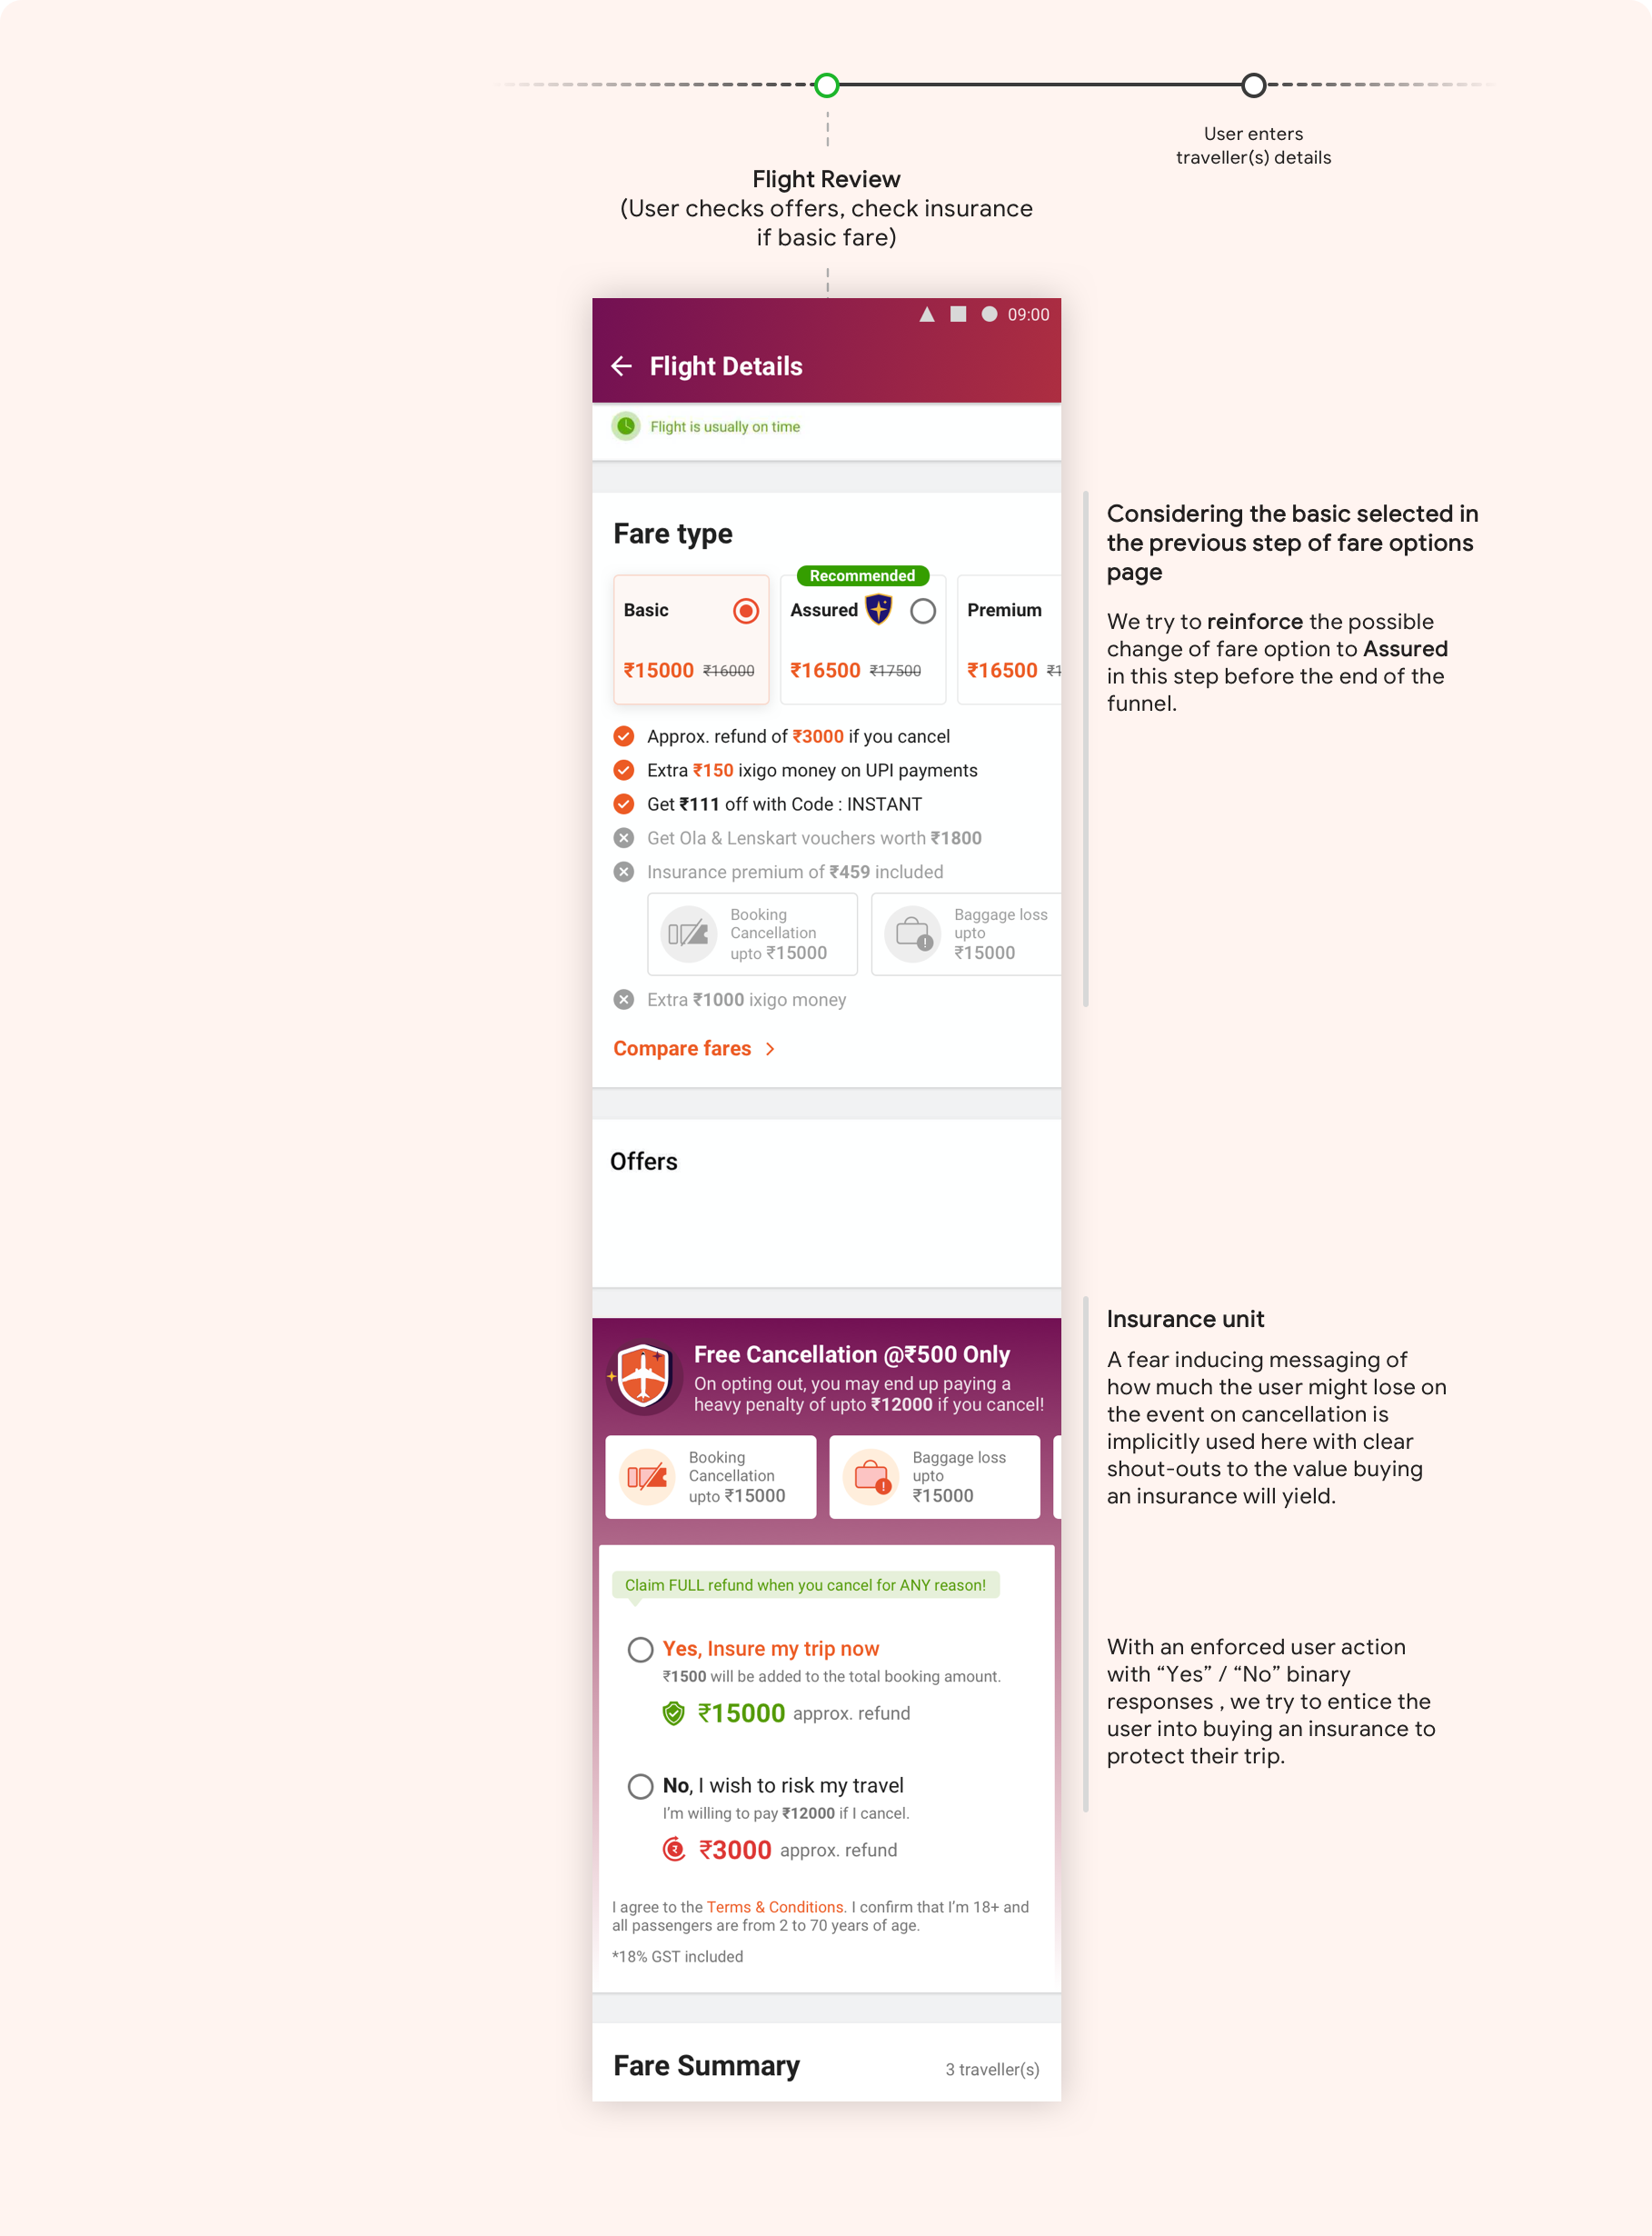 User enters
traveller(s) details
Flight Review
(User checks offers, check insurance
if basic fare)
09:00
Flight Details
Flight is usually on time
Fare type
Recommended
Basic
Assured
Premium
₹15000 ₹16000
₹16500 ₹17500
₹16500 ₹1
Approx. refund of ₹3000 if you cancel
Extra ₹150 ixigo money on UPI payments
Get ₹111 off with Code : INSTANT
Get Ola & Lenskart vouchers worth ₹1800
Insurance premium of ₹459 included
Booking
Cancellation
upto ₹15000
Baggage loss
upto
₹15000
Extra ₹1000 ixigo money
Compare fares
Considering the basic selected in
the previous step of fare options
page
We try to reinforce the possible
change of fare option to Assured
in this step before the end of the
funnel.
Offers
Free Cancellation @₹500 Only
On opting out, you may end up paying a
heavy penalty of upto ₹12000 if you cancel!
Booking
Cancellation
upto ₹15000
Baggage loss
upto
₹15000
Claim FULL refund when you cancel for ANY reason!
Yes, Insure my trip now
₹1500 will be added to the total booking amount.
₹15000 approx. refund
No, I wish to risk my travel
I'm willing to pay ₹12000 if I cancel.
₹3000 approx. refund
I agree to the Terms & Conditions. I confirm that I'm 18+ and
all passengers are from 2 to 70 years of age.
*18% GST included
Insurance unit
A fear inducing messaging of
how much the user might lose on
the event on cancellation is
implicitly used here with clear
shout-outs to the value buying
an insurance will yield.
With an enforced user action
with “Yes” / “No” binary
responses , we try to entice the
user into buying an insurance to
protect their trip.
Fare Summary
3 traveller(s)